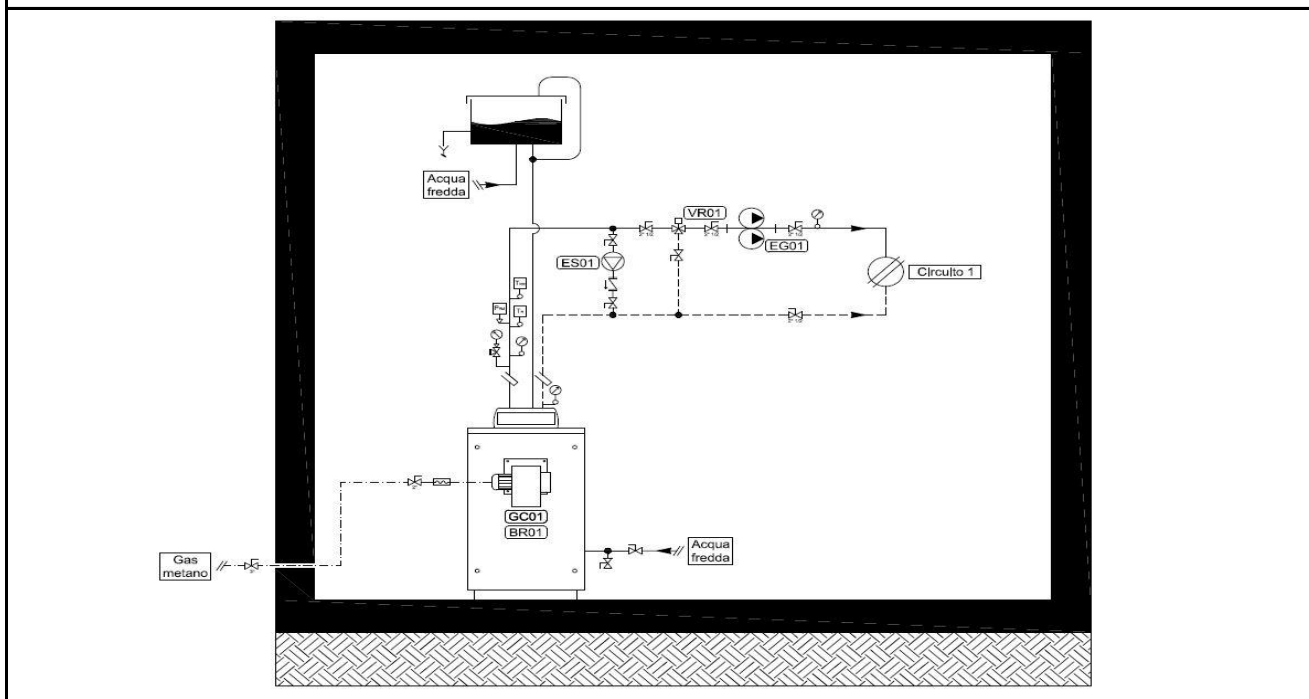 Acqua
fredda
VR01
EG01
ES01
Circuito 1
GC01
BR01
Acqua
fredda
Gas
metano